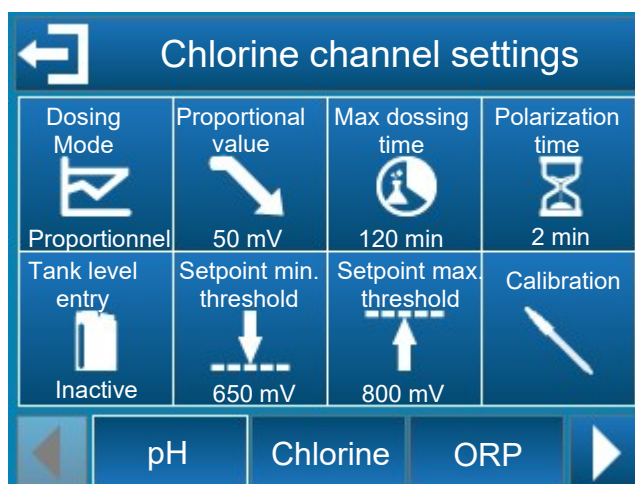 Chlorine channel settings
Dosing
Mode
Proportionnel
Proportional
value
50 mV
Max dossing
time
120 min
Polarization
time
2 min
Tank level
entry
Inactive
Setpoint min.
threshold
650 mV
Setpoint max.
threshold
800 mV
Calibration
pH
Chlorine
ORP